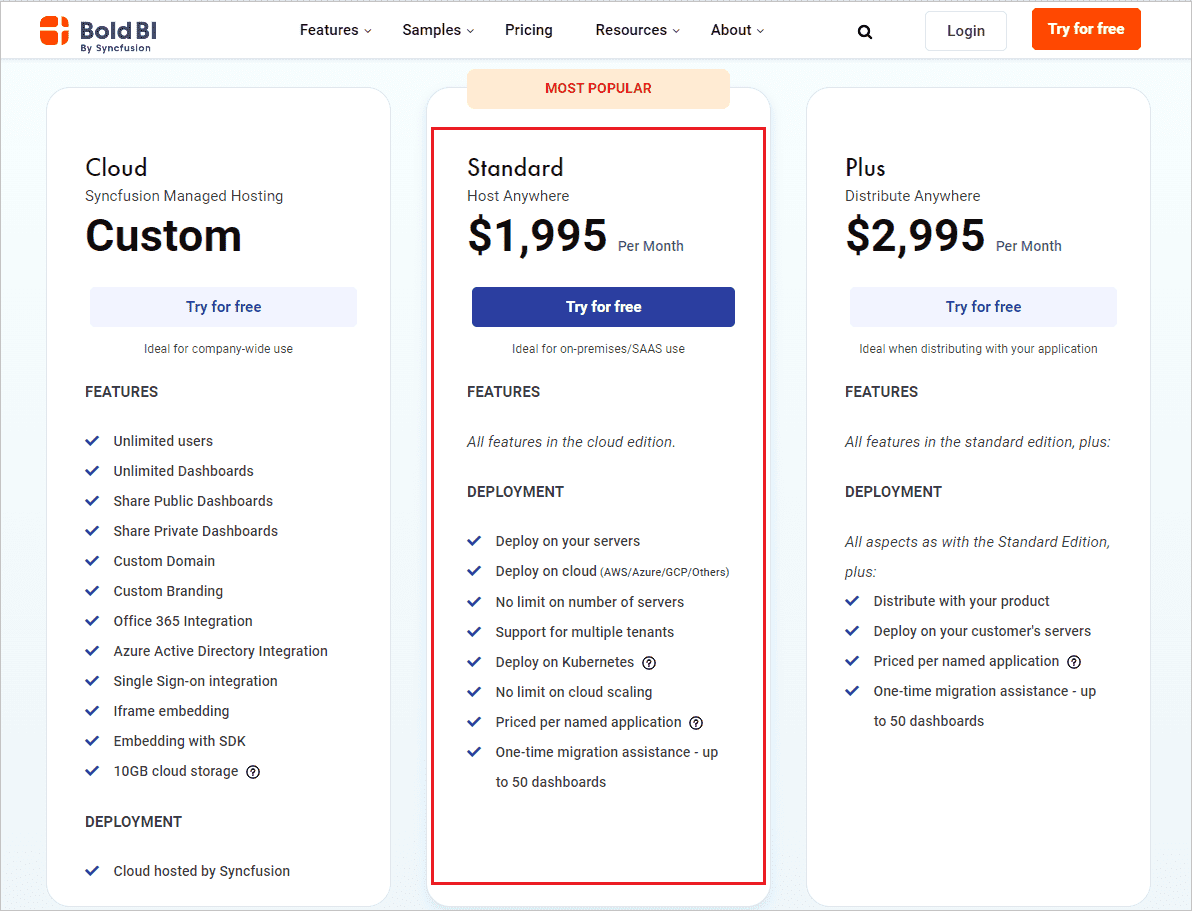 Bold BI
By Syncfusion
Features
Samples
Pricing
Resources
About
Login
Try for free
MOST POPULAR
Cloud
Syncfusion Managed Hosting
Custom
Try for free
Ideal for company-wide use
FEATURES
Unlimited users
Unlimited Dashboards
Share Public Dashboards
Share Private Dashboards
Custom Domain
Custom Branding
Office 365 Integration
Azure Active Directory Integration
Single Sign-on integration
Iframe embedding
Embedding with SDK
10GB cloud storage ?
DEPLOYMENT
Cloud hosted by Syncfusion
Standard
Host Anywhere
$1,995 Per Month
Try for free
Ideal for on-premises/SAAS use
FEATURES
All features in the cloud edition.
DEPLOYMENT
Deploy on your servers
Deploy on cloud (AWS/Azure/GCP/Others)
No limit on number of servers
Support for multiple tenants
Deploy on Kubernetes ?
No limit on cloud scaling
Priced per named application ?
One-time migration assistance - up
to 50 dashboards
Plus
Distribute Anywhere
$2,995 Per Month
Try for free
Ideal when distributing with your application
FEATURES
All features in the standard edition, plus:
DEPLOYMENT
All aspects as with the Standard Edition,
plus:
Distribute with your product
Deploy on your customer's servers
Priced per named application ?
One-time migration assistance - up
to 50 dashboards